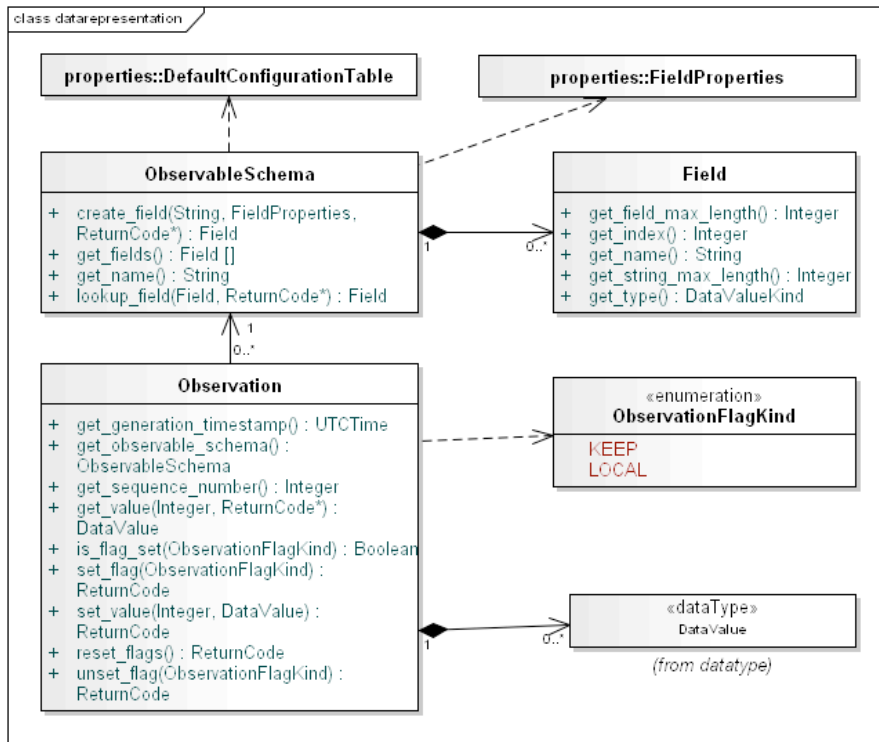 class datarepresentation
properties::DefaultConfigurationTable
properties::FieldProperties
ObservableSchema
+ create_field(String, FieldProperties,
ReturnCode*) : Field
+ get_fields() : Field []
+ get_name() : String
+ lookup_field(Field, ReturnCode*) : Field
1
0..*
Field
+ get_field_max_length() : Integer
+ get_index() : Integer
+ get_name() : String
+ get_string_max_length() : Integer
+ get_type() : DataValueKind
1
0..*
Observation
+ get_generation_timestamp() : UTCTime
+ get_observable_schema() :
ObservableSchema
+ get_sequence_number() : Integer
+ get_value(Integer, ReturnCode*) :
DataValue
+ is_flag_set(ObservationFlagKind) : Boolean
+ set_flag(ObservationFlagKind) :
ReturnCode
+ set_value(Integer, DataValue) :
ReturnCode
+ reset_flags() : ReturnCode
+ unset_flag(ObservationFlagKind) :
ReturnCode
«enumeration»
ObservationFlagKind
KEEP
LOCAL
1
0..*
«dataType»
DataValue
(from datatype)